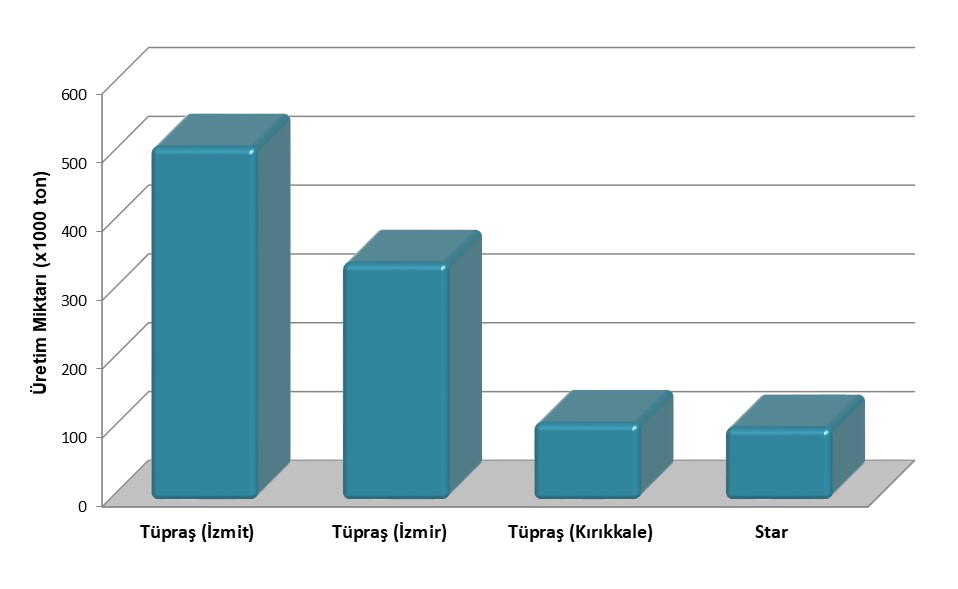 Üretim Miktarı (x1000 ton)
600
500
400
300
200
100
0
Tüpraş (İzmit)
Tüpraş (İzmir)
Tüpraş (Kırıkkale)
Star